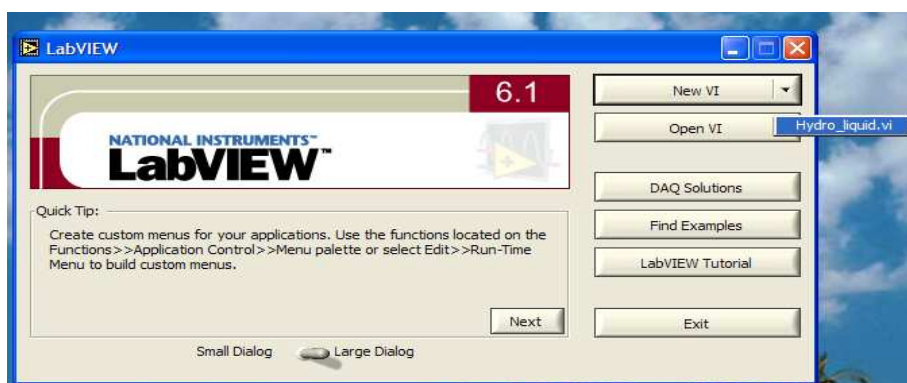 LabVIEW
6.1
NATIONAL INSTRUMENTS™
LabVIEW™
New VI
Open VI
Hydro_liquid.vi
DAQ Solutions
Find Examples
LabVIEW Tutorial
Exit
Quick Tip:
Create custom menus for your applications. Use the functions located on the
Functions>>Application Control>>Menu palette or select Edit>>Run-Time
Menu to build custom menus.
Next
Small Dialog
Large Dialog